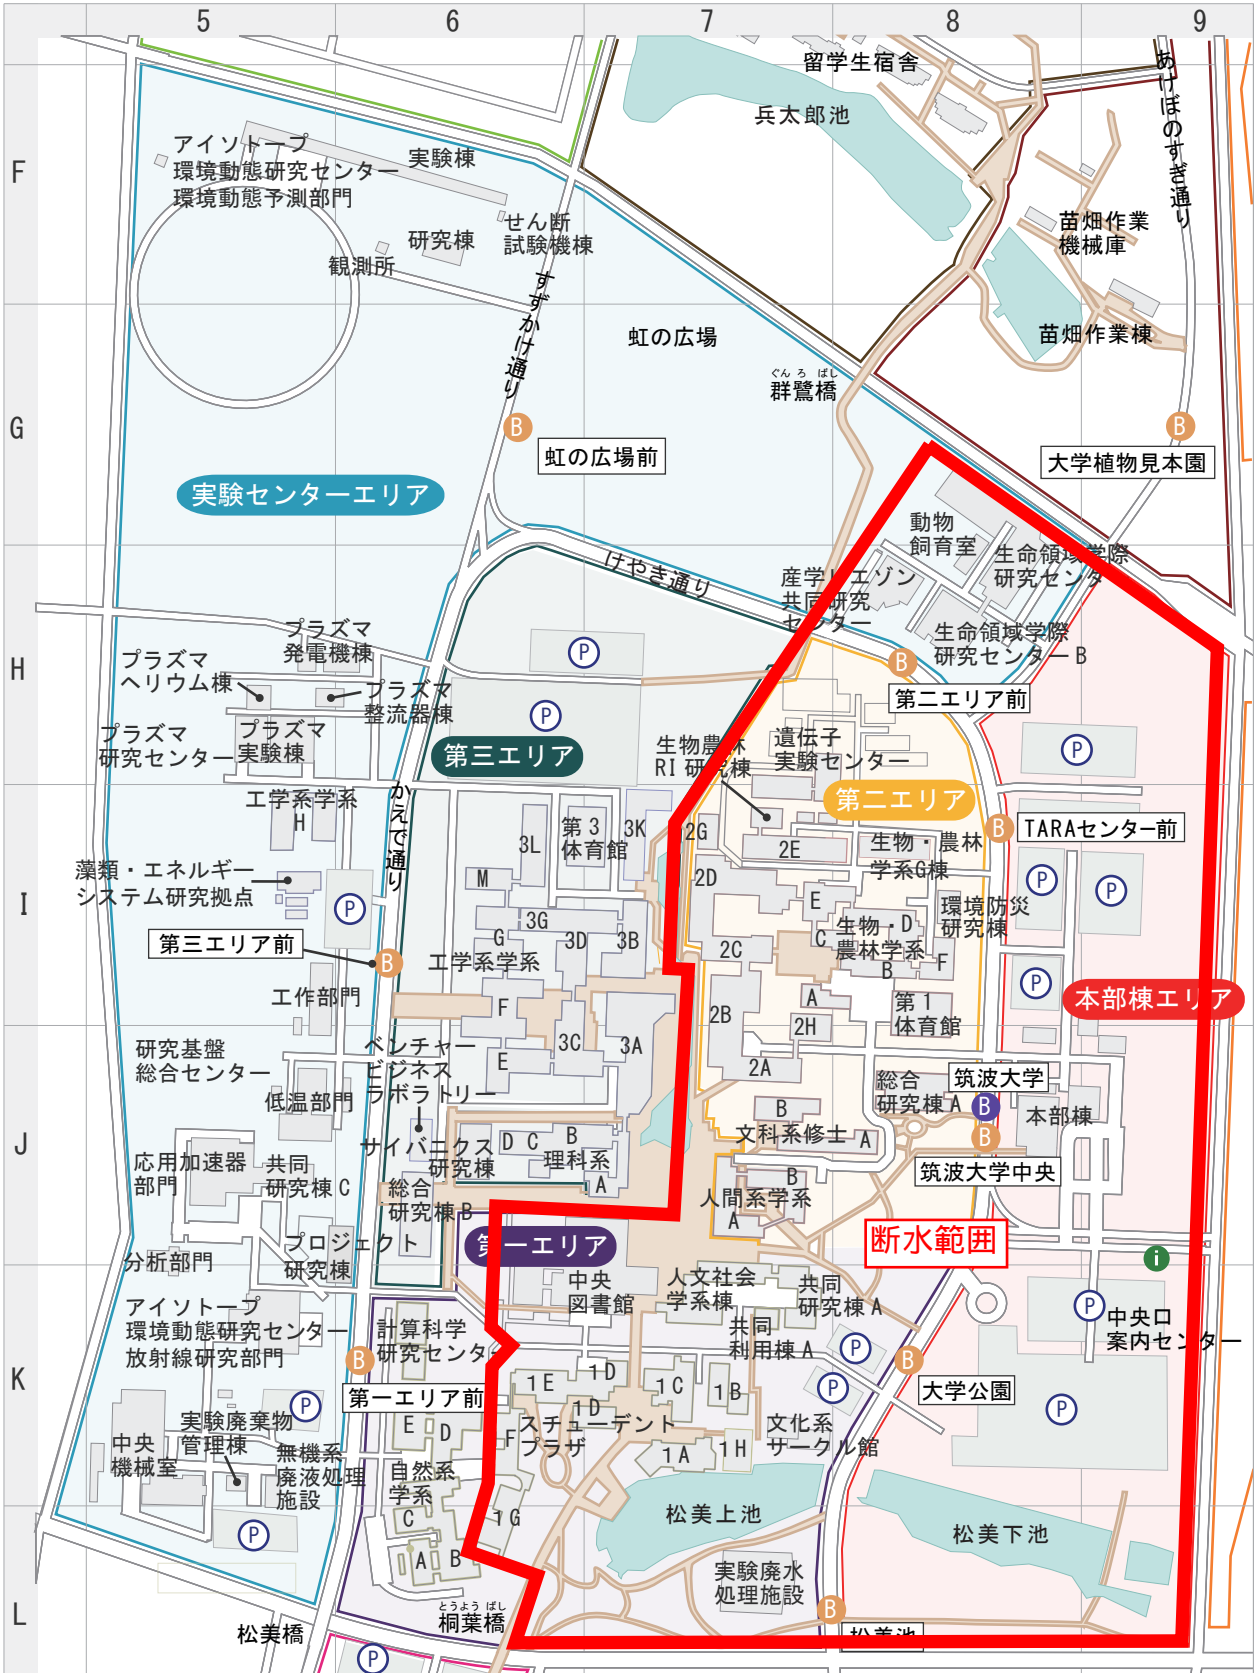 5
6
7
8
9
F
G
H
I
J
K
L
留学生宿舎
兵太郎池
あけぼのすぎ通り
アイソトープ
環境動態研究センター
環境動態予測部門
実験棟
研究棟
観測所
せん断
試験機棟
苗畑作業
機械庫
苗畑作業棟
すずかけ通り
虹の広場
ぐんろばし
群鷺橋
B
虹の広場前
B
大学植物見本園
実験センターエリア
動物
飼育室
生命領域学際
研究センタ
けやき通り
産学リエゾン
共同研究
センター
生命領域学際
研究センターB
B
第二エリア前
プラズマ
発電機棟
プラズマ
ヘリウム棟
プラズマ
整流器棟
プラズマ
研究センター
プラズマ
実験棟
P
P
第三エリア
生物農林
RI 研究棟
遺伝子
実験センター
第二エリア
P
B
TARAセンター前
工学系学系
H
かえで通り
3L
第3
体育館
3K
2G
2E
生物・農林
学系G棟
藻類・エネルギー
システム研究拠点
P
M
2D
E
P
P
3G
G
3D
3B
工学系学系
2C
C
生物・D
農林学系
B
F
環境防災
研究棟
第三エリア前
B
工作部門
F
P
本部棟エリア
A
第1
体育館
2B
2H
3C
3A
E
2A
研究基盤
総合センター
ベンチャー
ビジネス
ラボラトリー
低温部門
総合
研究棟A
筑波大学
B
本部棟
B
文科系修士
A
B
筑波大学中央
サイバニクス
研究棟
D
C
B
理科系
A
応用加速器
部門
共同
研究棟C
総合
研究棟B
B
人間系学系
A
断水範囲
第一エリア
プロジェクト
研究棟
分析部門
i
中央
図書館
人文社会
学系棟
共同
研究棟A
アイソトープ
環境動態研究センター
放射線研究部門
計算科学
研究センター
共同
利用棟A
P
P
中央口
案内センター
B
第一エリア前
B
大学公園
P
P
P
1E
1D
1D
1C
1B
スチューデント
プラザ
1A
1H
文化系
サークル館
E
D
F
中央
機械室
実験廃棄物
管理棟
無機系
廃液処理
施設
自然系
学系
C
1G
松美上池
松美下池
P
A
B
実験廃水
処理施設
とうようばし
桐葉橋
B
松美池
松美橋
P